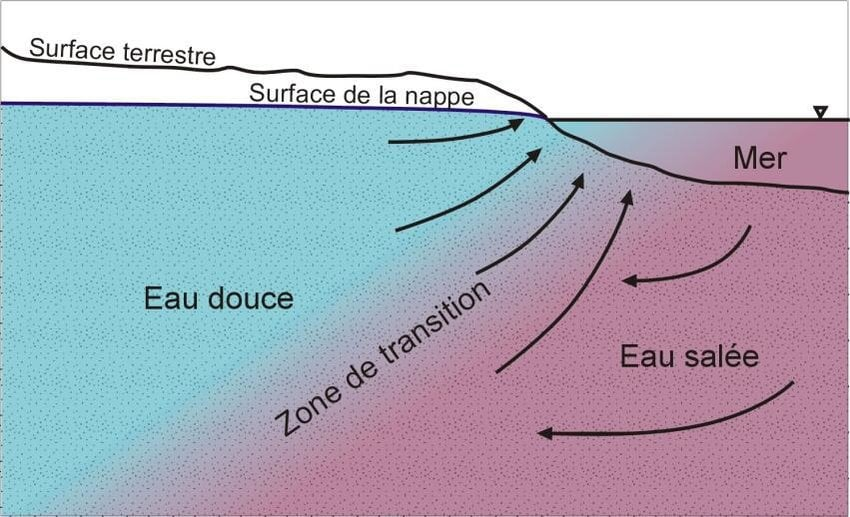 Surface terrestre
Surface de la nappe
Mer
Eau douce
Zone de transition
Eau salée